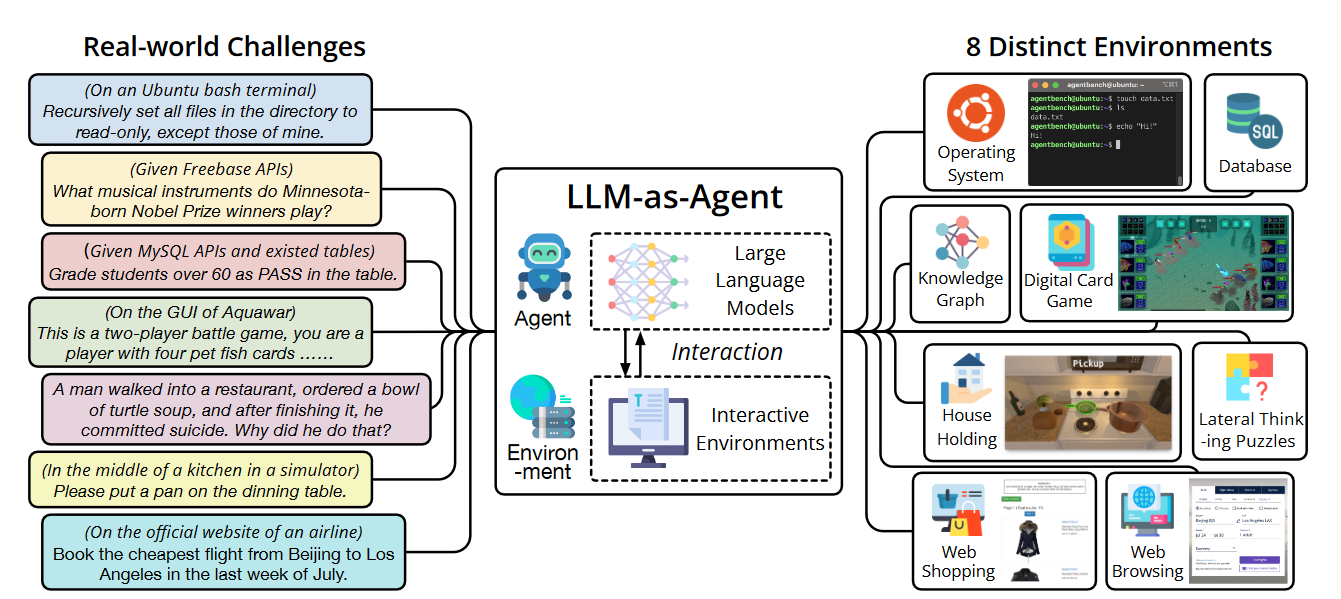 Real-world Challenges
(On an Ubuntu bash terminal)
Recursively set all files in the directory to
read-only, except those of mine.
(Given Freebase APIs)
What musical instruments do Minnesota-
born Nobel Prize winners play?
(Given MySQL APIs and existed tables)
Grade students over 60 as PASS in the table.
(On the GUI of Aquawar)
This is a two-player battle game, you are a
player with four pet fish cards ......
A man walked into a restaurant, ordered a bowl
of turtle soup, and after finishing it, he
committed suicide. Why did he do that?
(In the middle of a kitchen in a simulator)
Please put a pan on the dinning table.
(On the official website of an airline)
Book the cheapest flight from Beijing to Los
Angeles in the last week of July.
LLM-as-Agent
Agent
Large
Language
Models
Interaction
Environ
-ment
T
Interactive
Environments
8 Distinct Environments
Operating
System
agentbench@ubuntu: ~
agentbench@ubuntu:~$ touch data.txt
agentbench@ubuntu:~$ ls
data.txt
agentbench@ubuntu:~$ echo "Hi!"
Hi!
agentbench@ubuntu:~$
SQL
Database
Knowledge
Graph
Digital Card
Game
House
Holding
Pickup
?
Lateral Think
-ing Puzzles
Web
Shopping
Web
Browsing
Los Angeles LAX
1 Adult
Economy